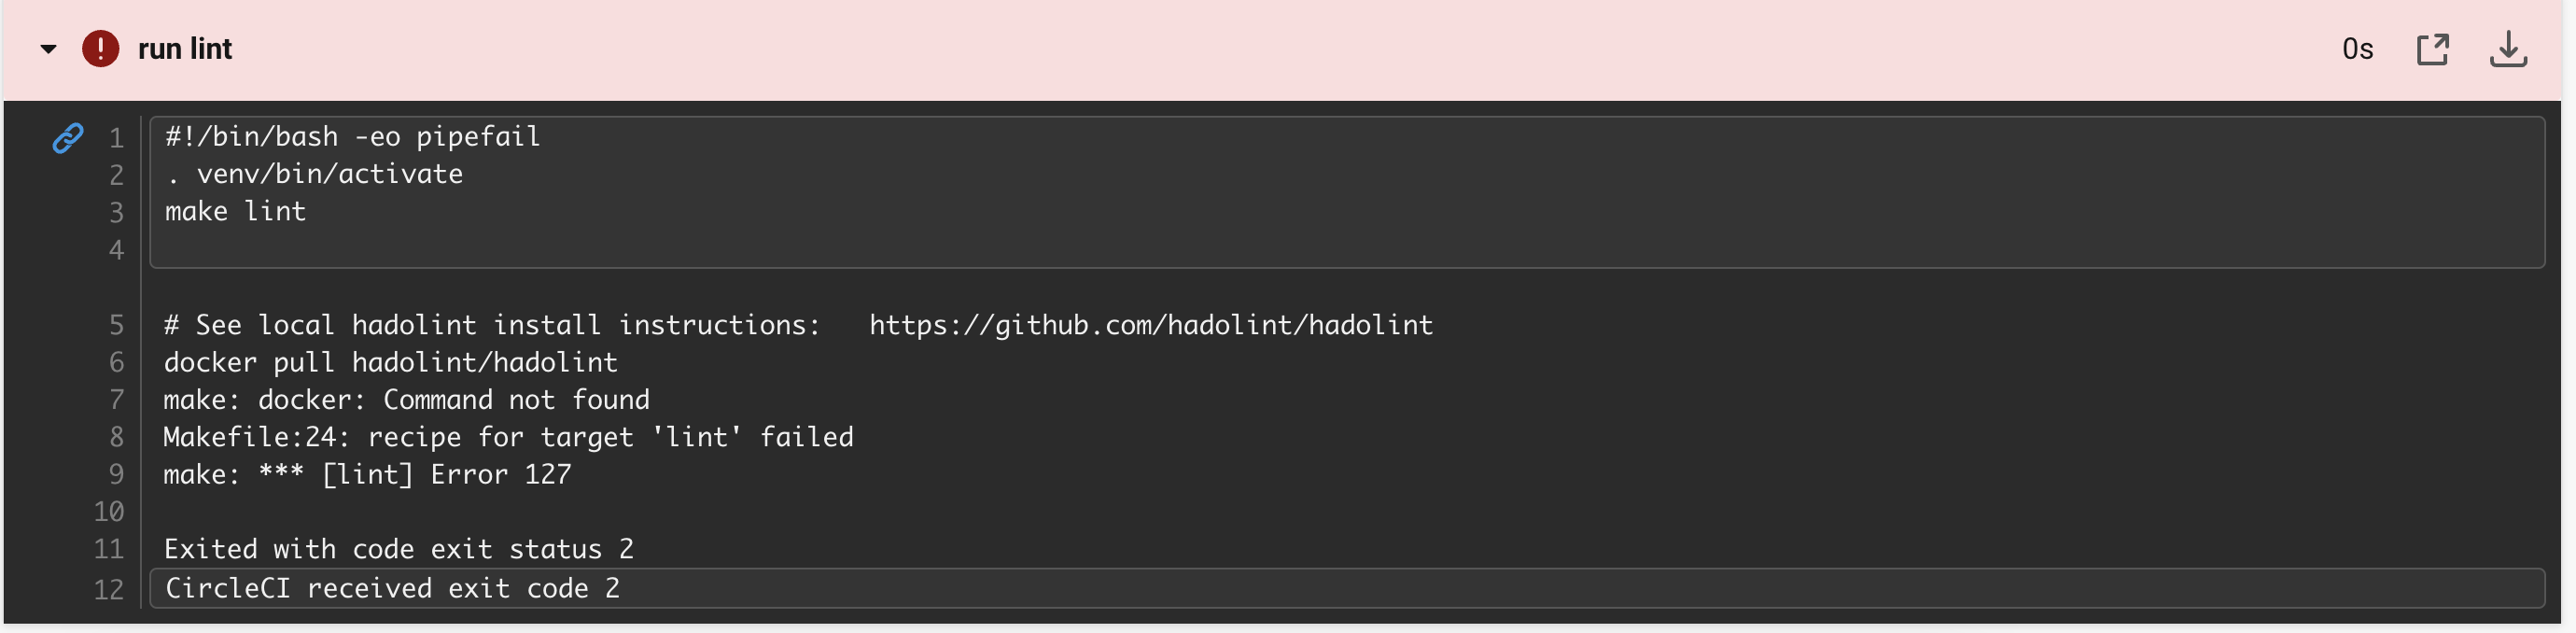 run lint
0s
1 #!/bin/bash -eo pipefail
2 . venv/bin/activate
3 make lint
4
5 # See local hadolint install instructions:   https://github.com/hadolint/hadolint
6 docker pull hadolint/hadolint
7 make: docker: Command not found
8 Makefile:24: recipe for target 'lint' failed
9 make: *** [lint] Error 127
10
11 Exited with code exit status 2
12 CircleCI received exit code 2